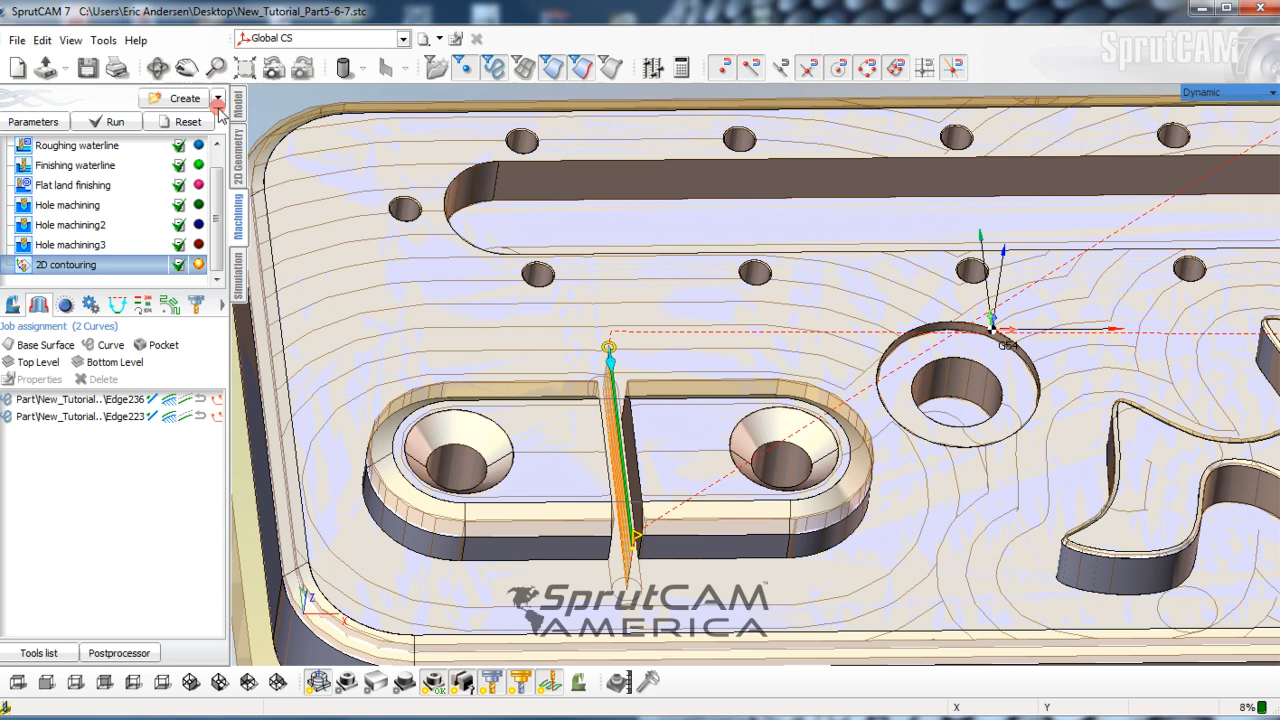 SprutCAM 7 C:\Users\Eric Andersen\Desktop\New_Tutorial_Part5-6-7.stc
File Edit View Tools Help
Global CS
SprutCAM 7
Create
Dynamic
Parameters Run Reset
Roughing waterline
Finishing waterline
Flat land finishing
Hole machining
Hole machining2
Hole machining3
2D contouring
Model
2D Geometry
Machining
Simulation
Job assignment (2 Curves)
Base Surface Curve Pocket
Top Level Bottom Level
Properties Delete
Part\New_Tutorial..\Edge236
Part\New_Tutorial..\Edge223
G54
Z
X
SprutCAM™
AMERICA
Tools list Postprocessor
OK
X Y 8%